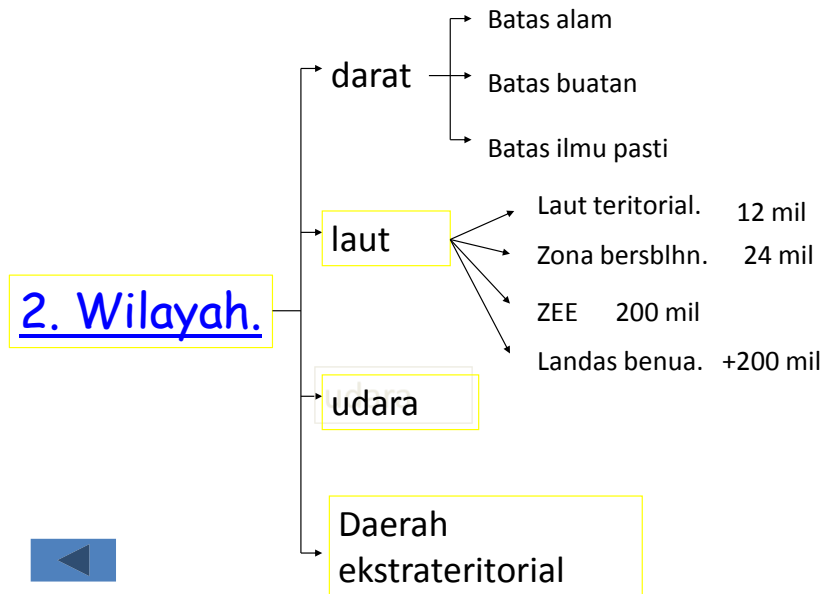 2. Wilayah.
darat
Batas alam
Batas buatan
Batas ilmu pasti
laut
Laut teritorial. 12 mil
Zona bersblhn. 24 mil
ZEE 200 mil
Landas benua. +200 mil
udara
udara
Daerah
ekstrateritorial